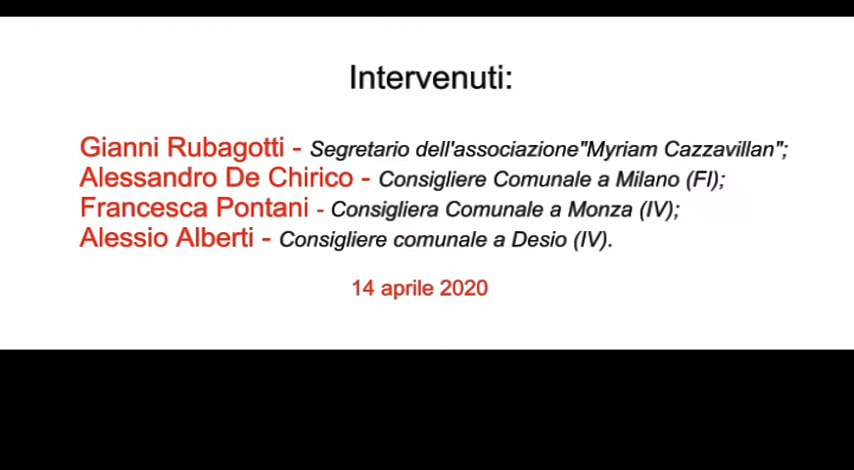 Intervenuti:
Gianni Rubagotti - Segretario dell'associazione"Myriam Cazzavillan";
Alessandro De Chirico - Consigliere Comunale a Milano (FI);
Francesca Pontani - Consigliera Comunale a Monza (IV);
Alessio Alberti - Consigliere comunale a Desio (IV).
14 aprile 2020